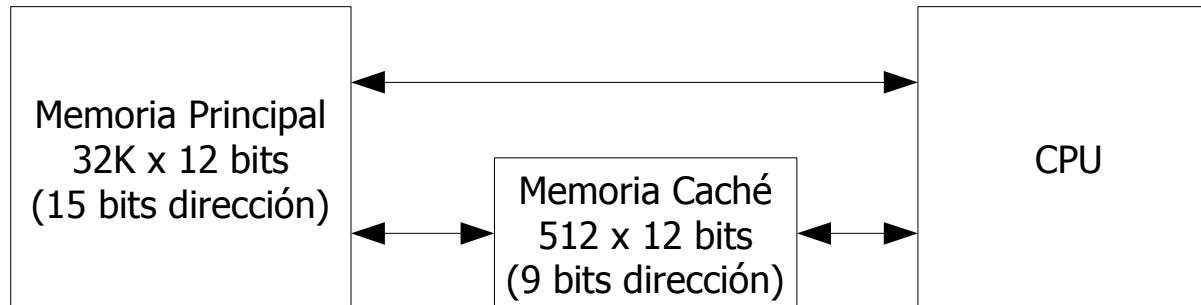 Memoria Principal
32K x 12 bits
(15 bits dirección)
Memoria Caché
512 x 12 bits
(9 bits dirección)
CPU